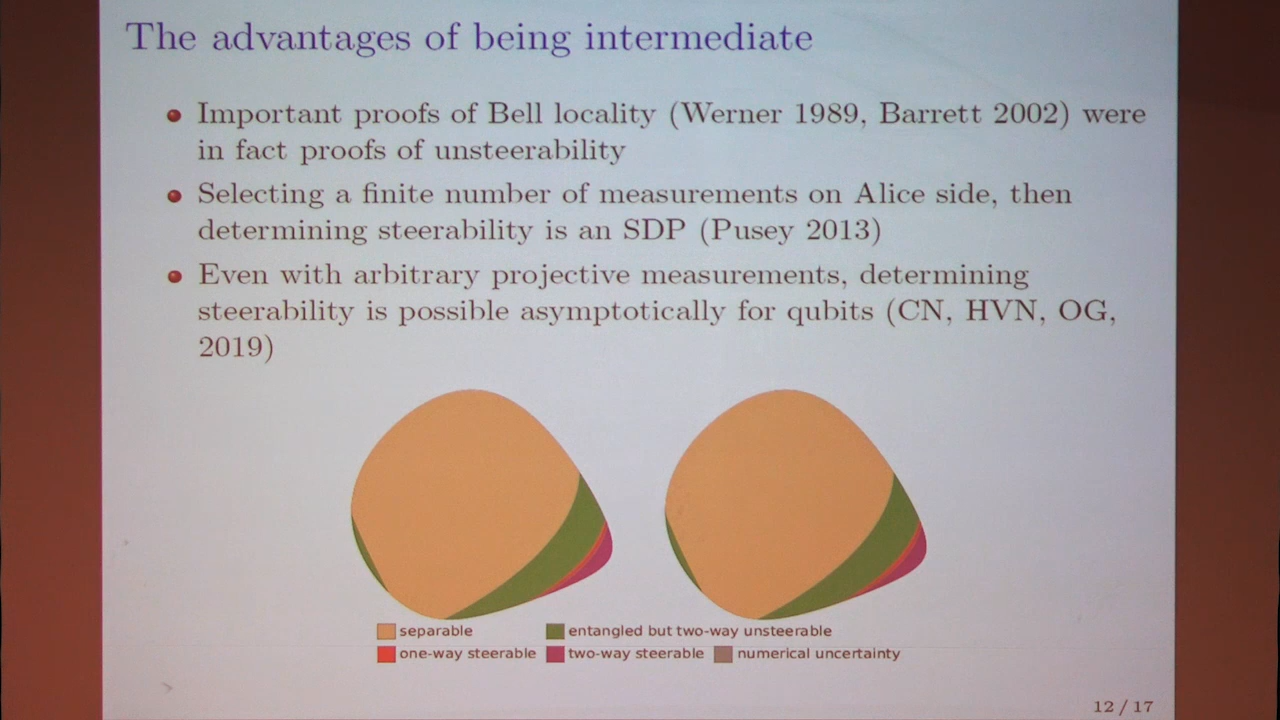 The advantages of being intermediate
Important proofs of Bell locality (Werner 1989, Barrett 2002) were
in fact proofs of unsteerability
Selecting a finite number of measurements on Alice side, then
determining steerability is an SDP (Pusey 2013)
Even with arbitrary projective measurements, determining
steerability is possible asymptotically for qubits (CN, HVN, OG,
2019)
separable entangled but two-way unsteerable
one-way steerable two-way steerable numerical uncertainty
12 / 17